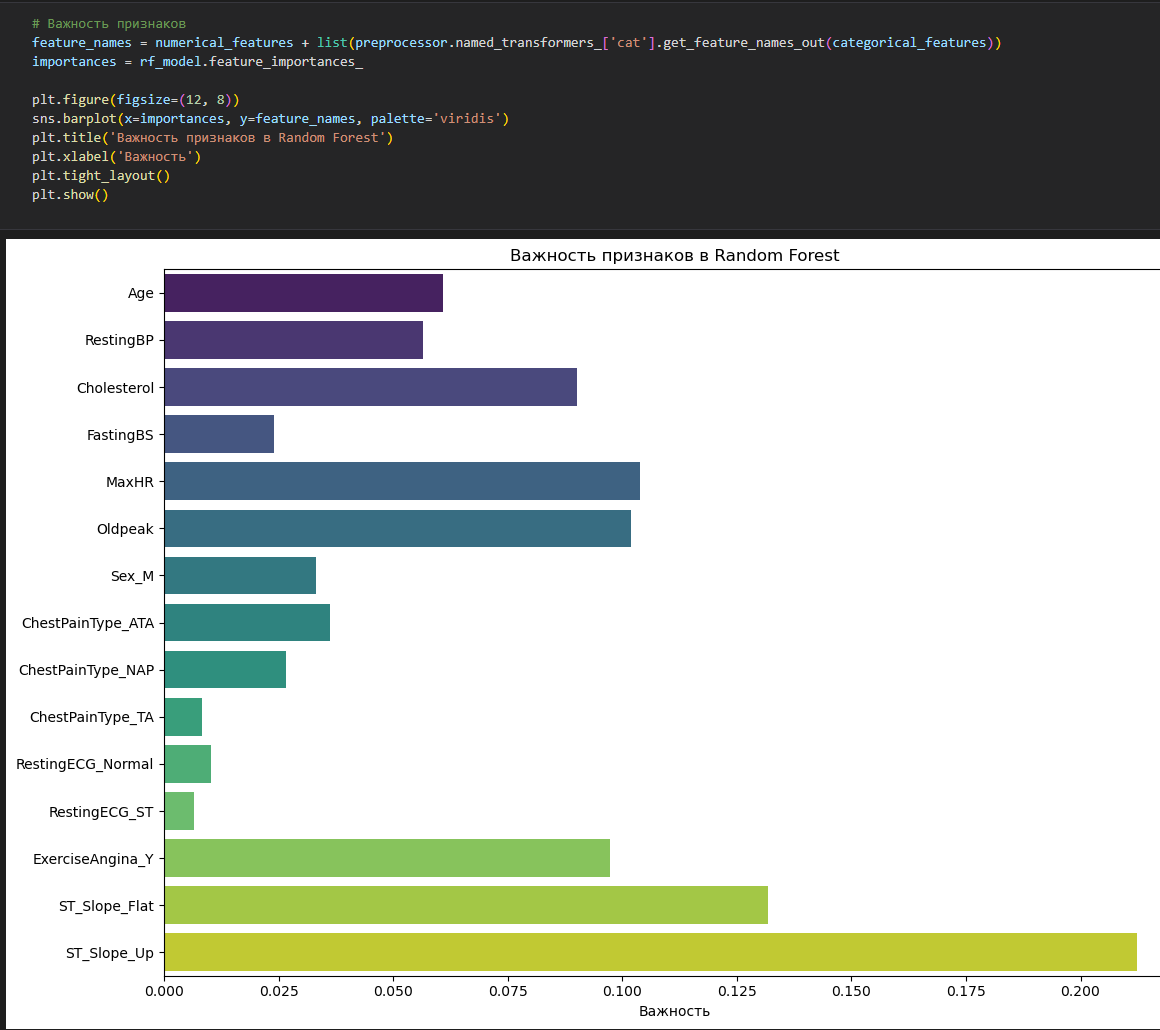 # Важность признаков
feature_names = numerical_features + list(preprocessor.named_transformers_['cat'].get_feature_names_out(categorical_features))
importances = rf_model.feature_importances_
plt.figure(figsize=(12, 8))
sns.barplot(x=importances, y=feature_names, palette='viridis')
plt.title('Важность признаков в Random Forest')
plt.xlabel('Важность')
plt.tight_layout()
plt.show()
Важность признаков в Random Forest
Age
RestingBP
Cholesterol
FastingBS
MaxHR
Oldpeak
Sex_M
ChestPainType_ATA
ChestPainType_NAP
ChestPainType_TA
RestingECG_Normal
RestingECG_ST
ExerciseAngina_Y
ST_Slope_Flat
ST_Slope_Up
0.000 0.025 0.050 0.075 0.100 0.125 0.150 0.175 0.200
Важность